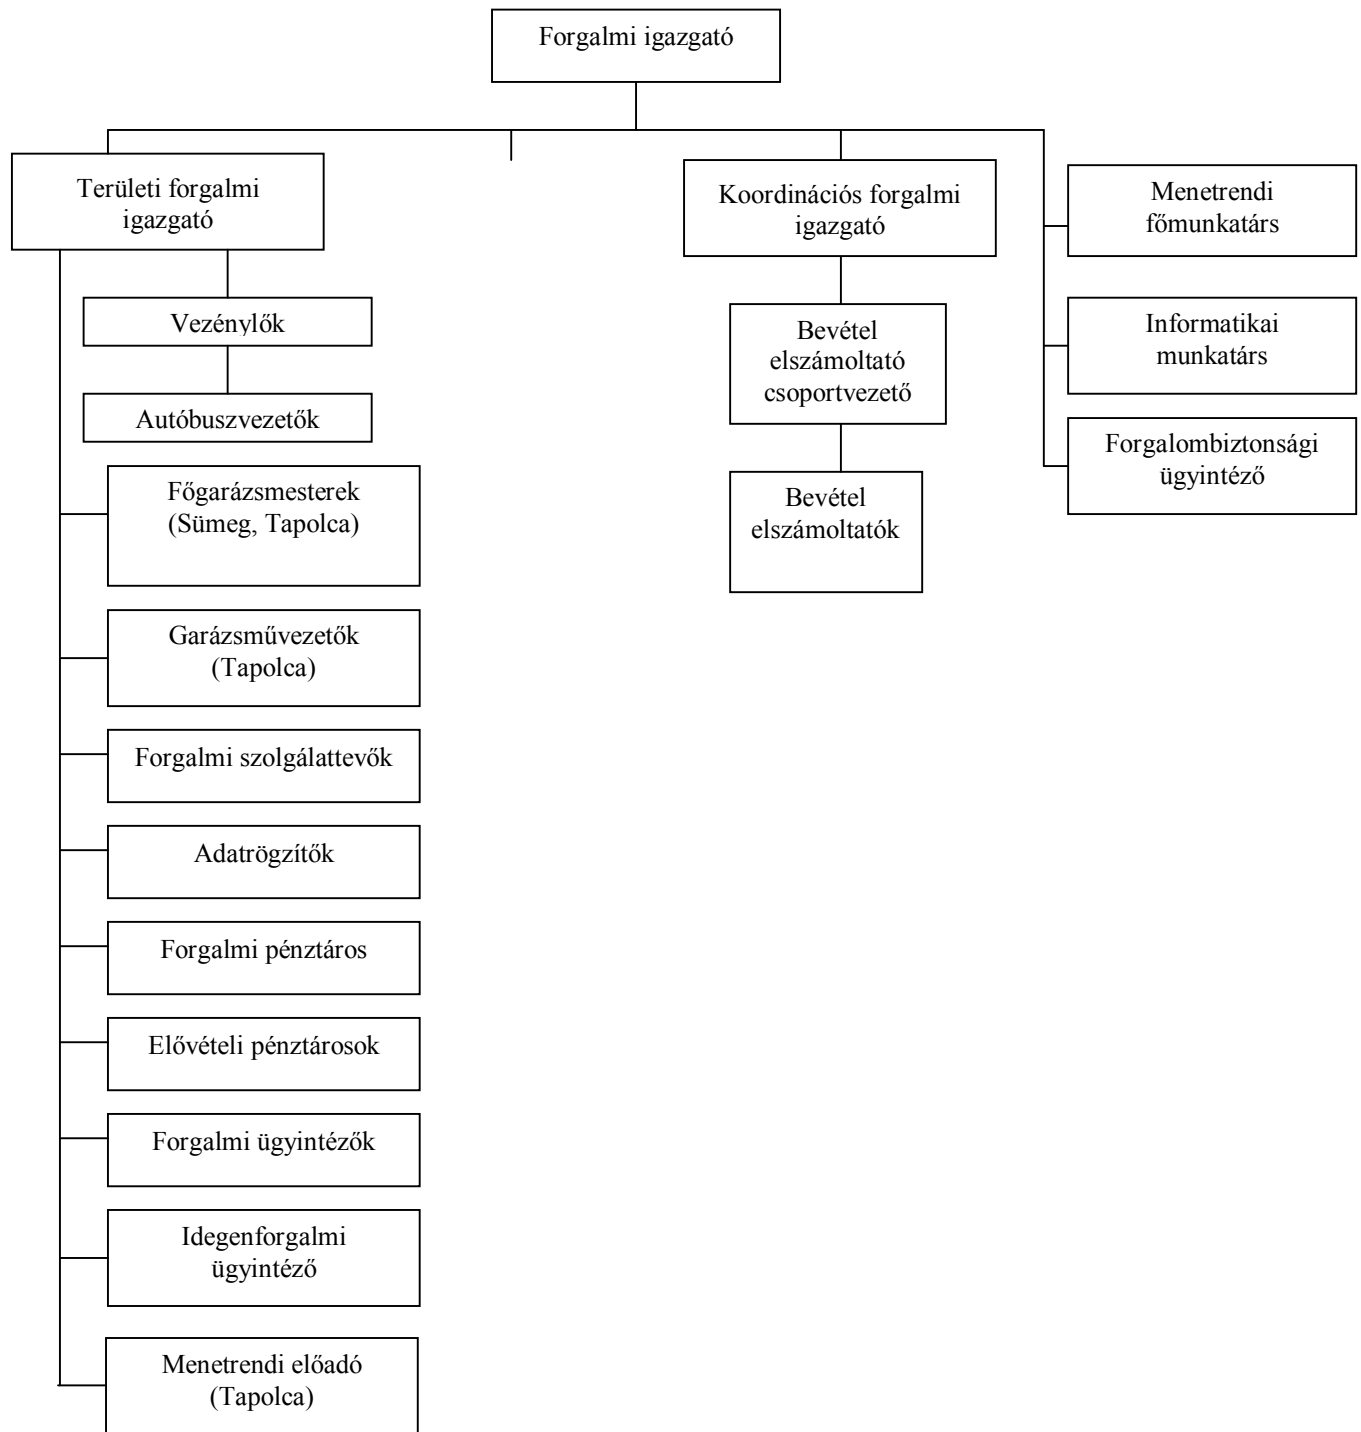 Forgalmi igazgató
Területi forgalmi
igazgató
Koordinációs forgalmi
igazgató
Menetrendi
főmunkatárs
Vezénylők
Autóbuszvezetők
Bevétel
elszámoltató
csoportvezető
Informatikai
munkatárs
Forgalombiztonsági
ügyintéző
Főgarázsmesterek
(Sümeg, Tapolca)
Bevétel
elszámoltatók
Garázsművezetők
(Tapolca)
Forgalmi szolgálattevők
Adatrögzítők
Forgalmi pénztáros
Elővételi pénztárosok
Forgalmi ügyintézők
Idegenforgalmi
ügyintéző
Menetrendi előadó
(Tapolca)